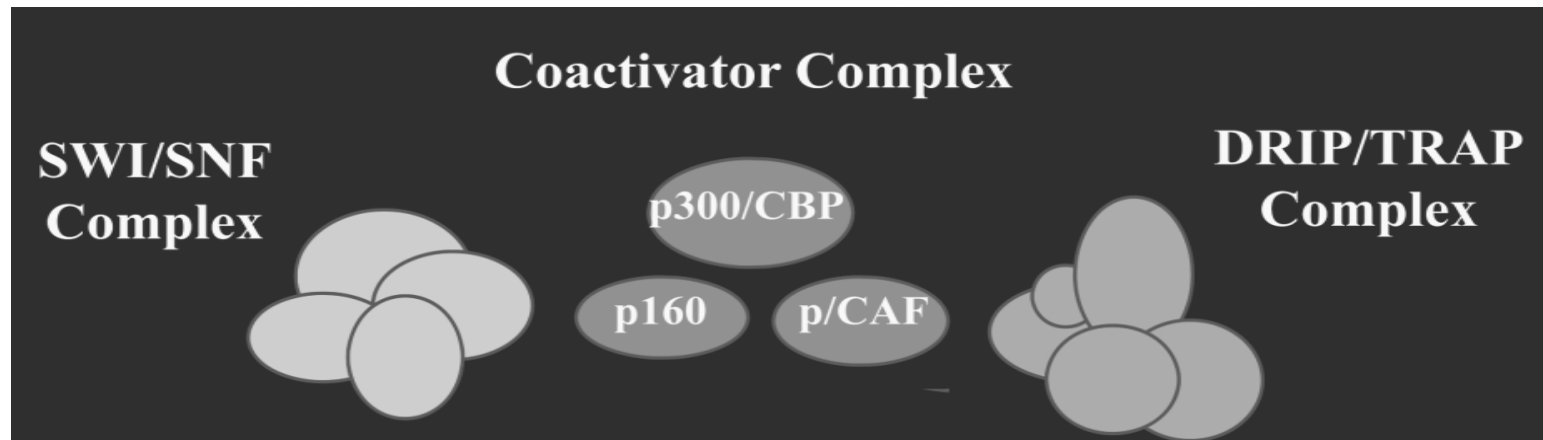 Coactivator Complex
SWI/SNF
Complex
DRIP/TRAP
Complex
p300/CBP
p160
p/CAF